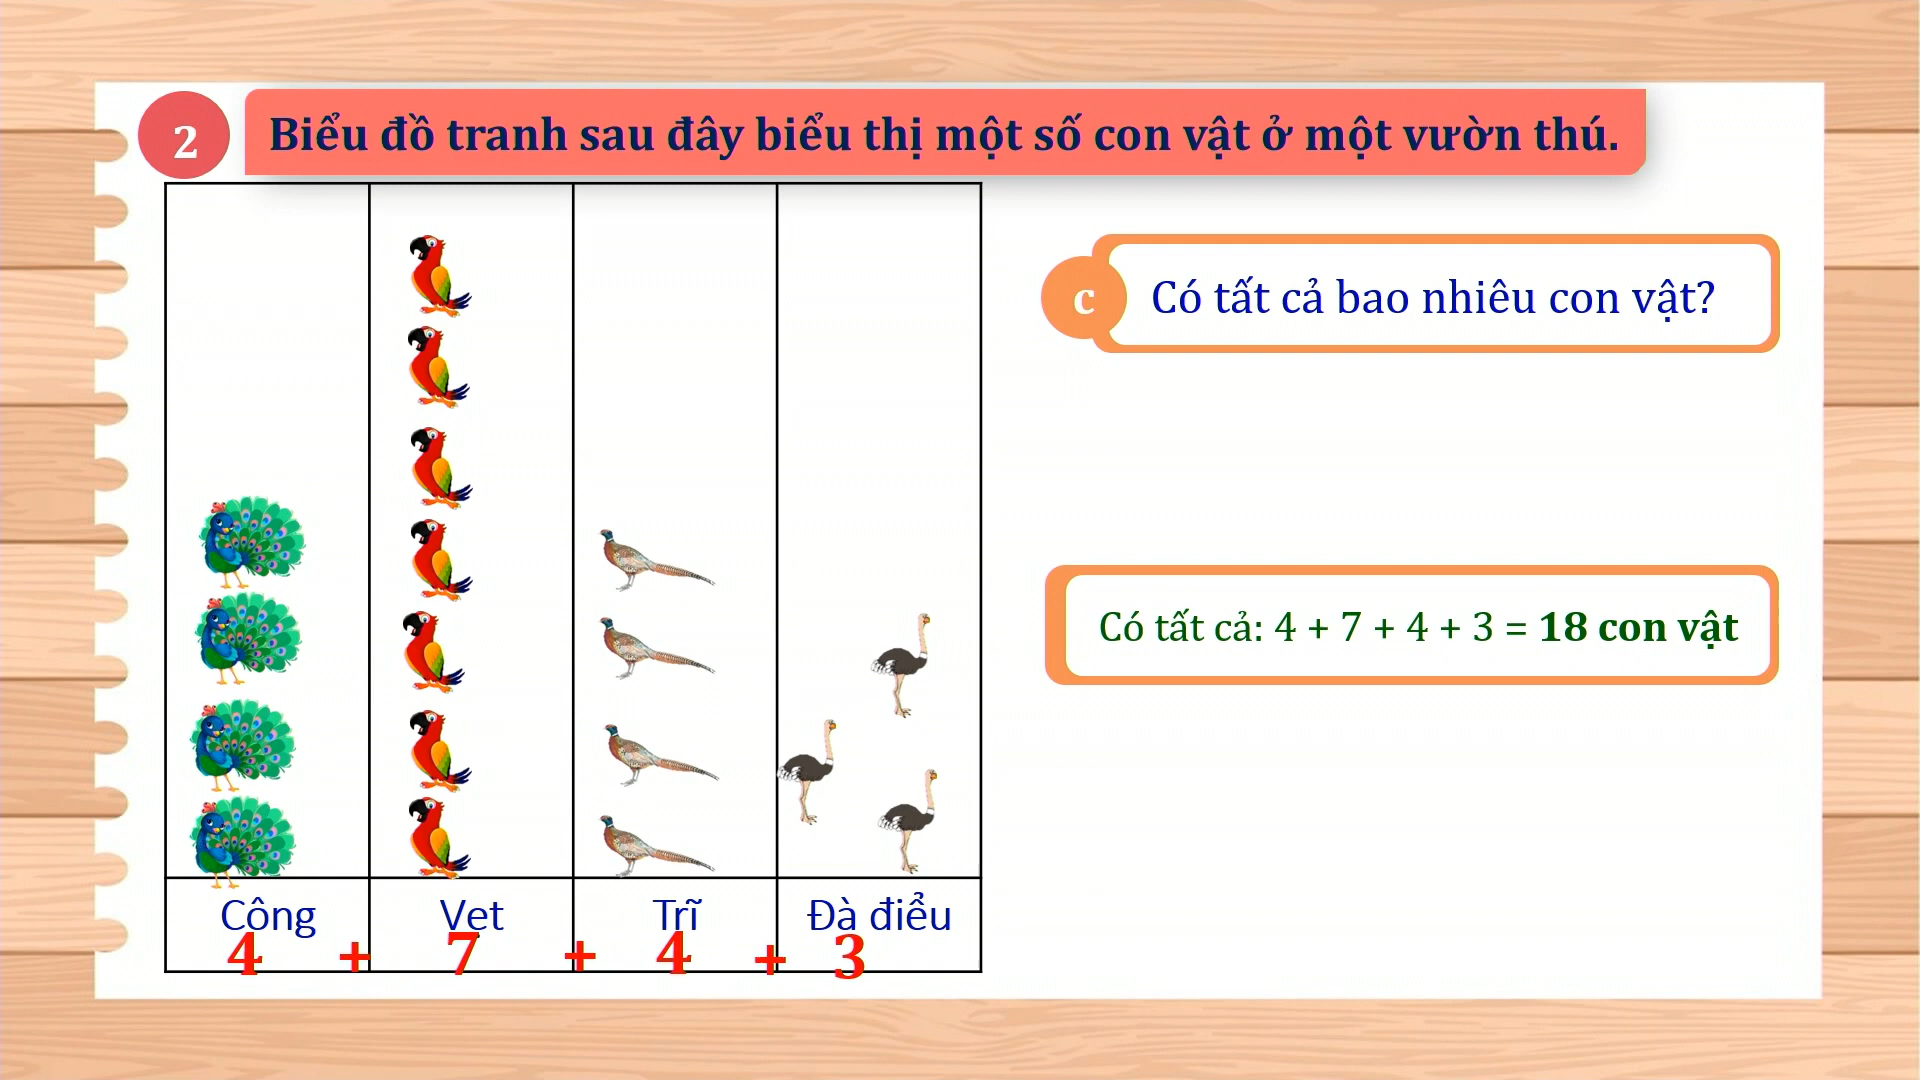 2
Biểu đồ tranh sau đây biểu thị một số con vật ở một vườn thú.
c
Có tất cả bao nhiêu con vật?
Có tất cả: 4 + 7 + 4 + 3 = 18 con vật
Công Vẹt Trĩ Đà điểu
4 + 7 + 4 + 3